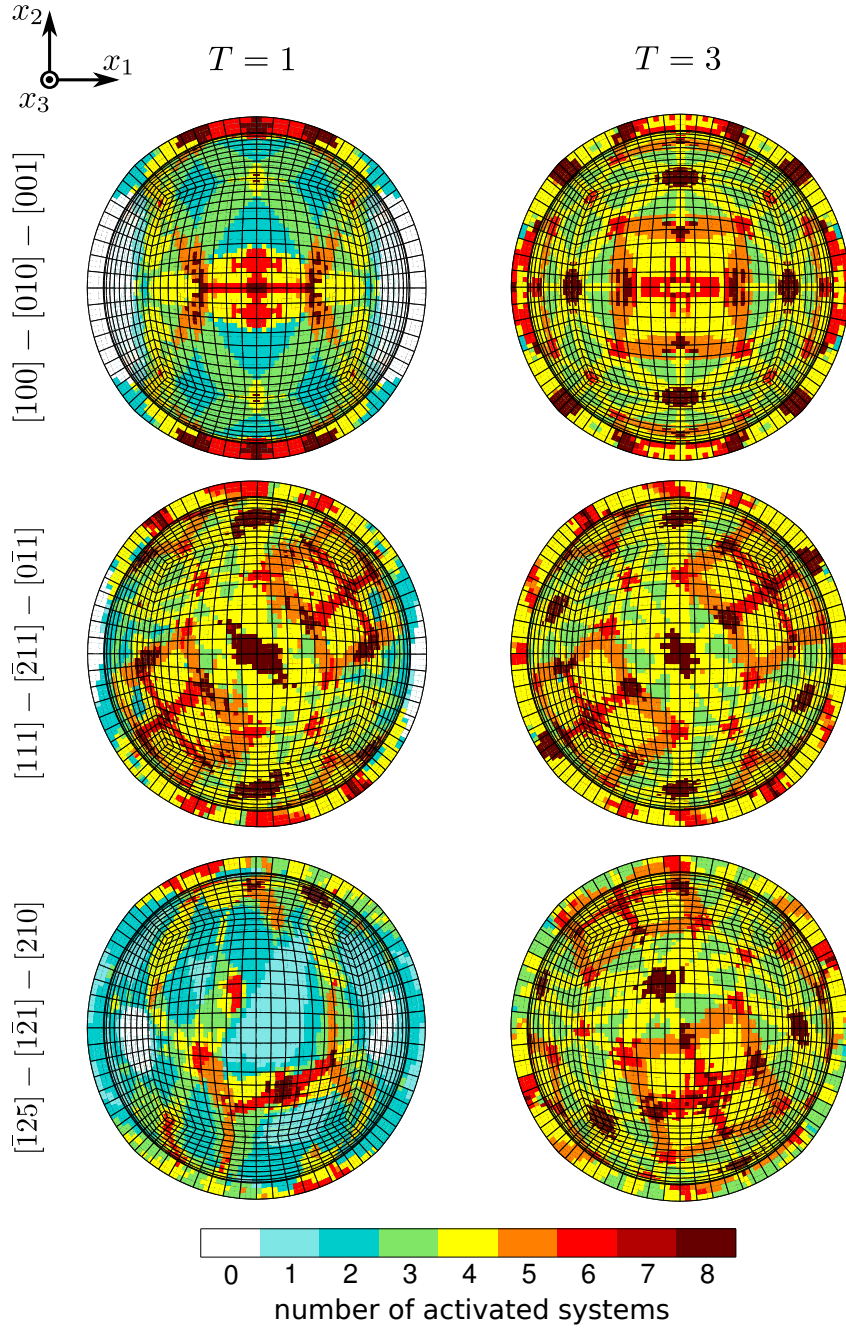 x₂
x₁
x₃
T = 1
T = 3
[100] − [010] − [001]
[111] − [2̄11] − [01̄1]
[1̄25] − [12̄1] − [210]
0 1 2 3 4 5 6 7 8
number of activated systems